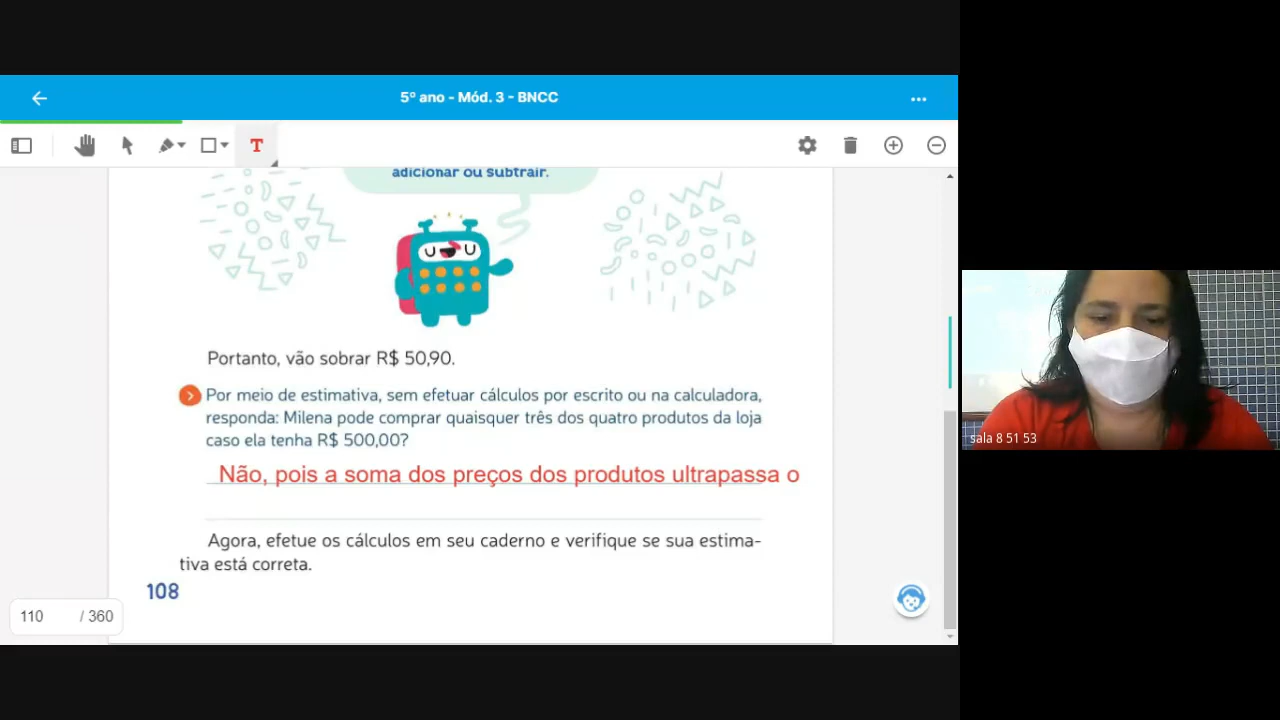 5º ano - Mód. 3 - BNCC
T
adicionar ou subtrair.
Portanto, vão sobrar R$ 50,90.
Por meio de estimativa, sem efetuar cálculos por escrito ou na calculadora,
responda: Milena pode comprar quaisquer três dos quatro produtos da loja
caso ela tenha R$ 500,00?
Não, pois a soma dos preços dos produtos ultrapassa o
Agora, efetue os cálculos em seu caderno e verifique se sua estima-
tiva está correta.
108
110 / 360
sala 8 51 53